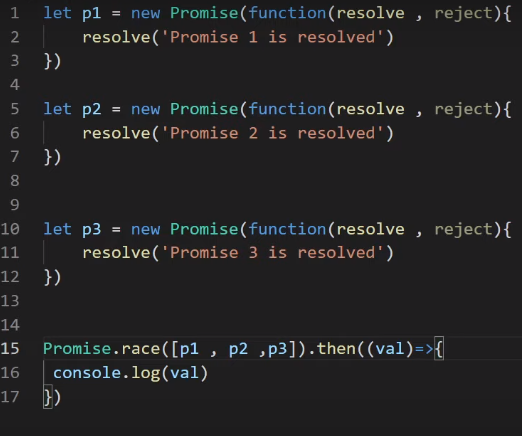 1 let p1 = new Promise(function(resolve , reject){
2     resolve('Promise 1 is resolved')
3 })
4
5 let p2 = new Promise(function(resolve , reject){
6     resolve('Promise 2 is resolved')
7 })
8
9
10 let p3 = new Promise(function(resolve , reject){
11     resolve('Promise 3 is resolved')
12 })
13
14
15 Promise.race([p1 , p2 ,p3]).then((val)=>{
16  console.log(val)
17 })